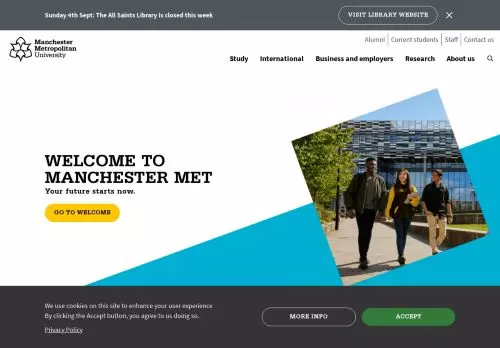 Sunday 4th Sept: The All Saints Library is closed this week
VISIT LIBRARY WEBSITE
Manchester
Metropolitan
University
Alumni
Current students
Staff
Contact us
Study
International
Business and employers
Research
About us
WELCOME TO
MANCHESTER MET
Your future starts now.
GO TO WELCOME
We use cookies on this site to enhance your user experience
By clicking the Accept button, you agree to us doing so.
Privacy Policy
MORE INFO
ACCEPT